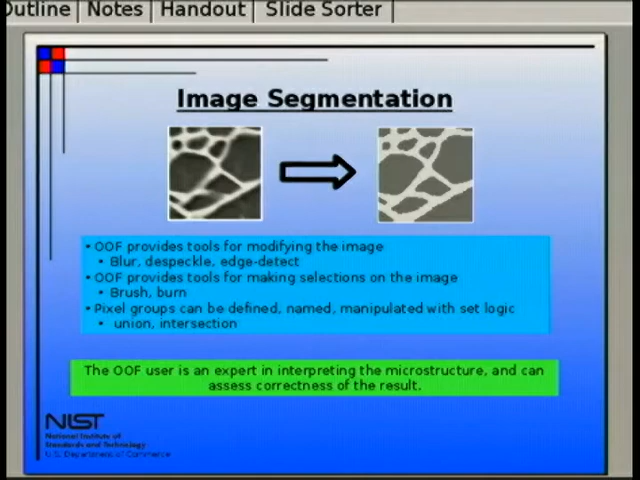 Outline Notes Handout Slide Sorter
Image Segmentation
• OOF provides tools for modifying the image
• Blur, despeckle, edge-detect
• OOF provides tools for making selections on the image
• Brush, burn
• Pixel groups can be defined, named, manipulated with set logic
• union, intersection
The OOF user is an expert in interpreting the microstructure, and can
assess correctness of the result.
NIST
National Institute of
Standards and Technology
U.S. Department of Commerce